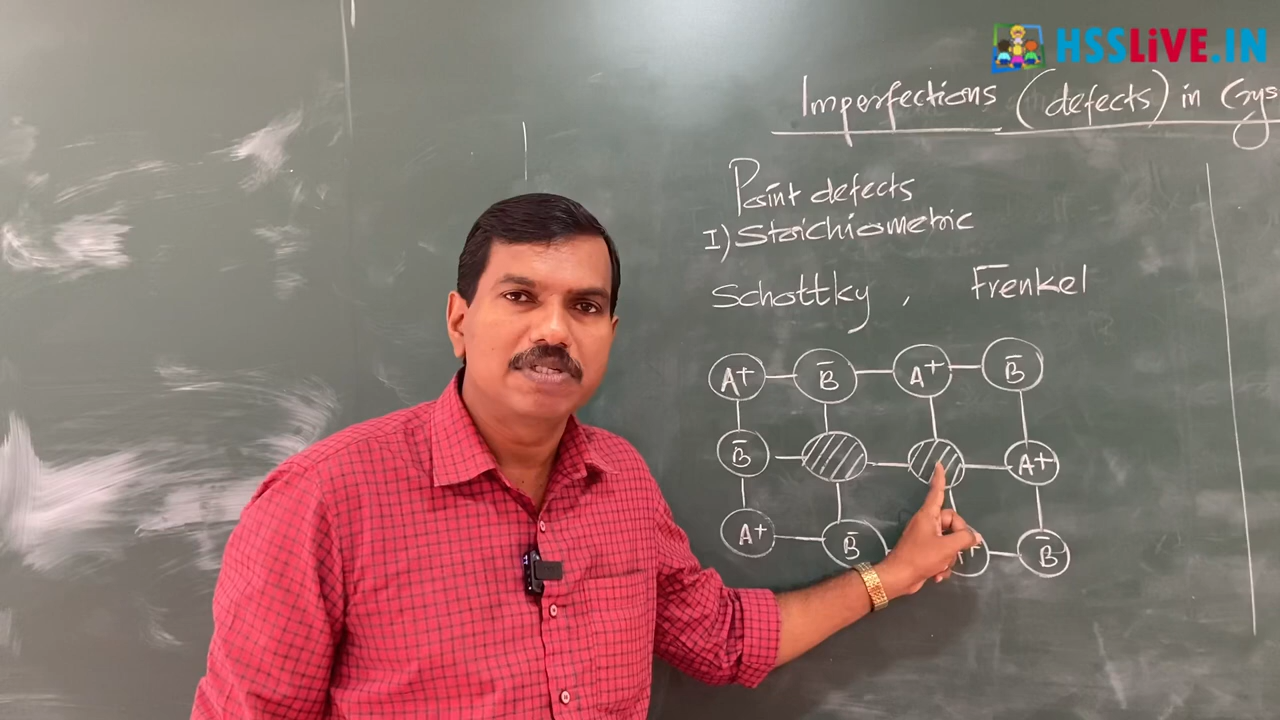 HSSLiVE.IN
Imperfections (defects) in Crys
Point defects
I) Stoichiometric
Schottky , Frenkel
A+ B̄ A+ B̄
B̄ A+
A+ B̄ B̄